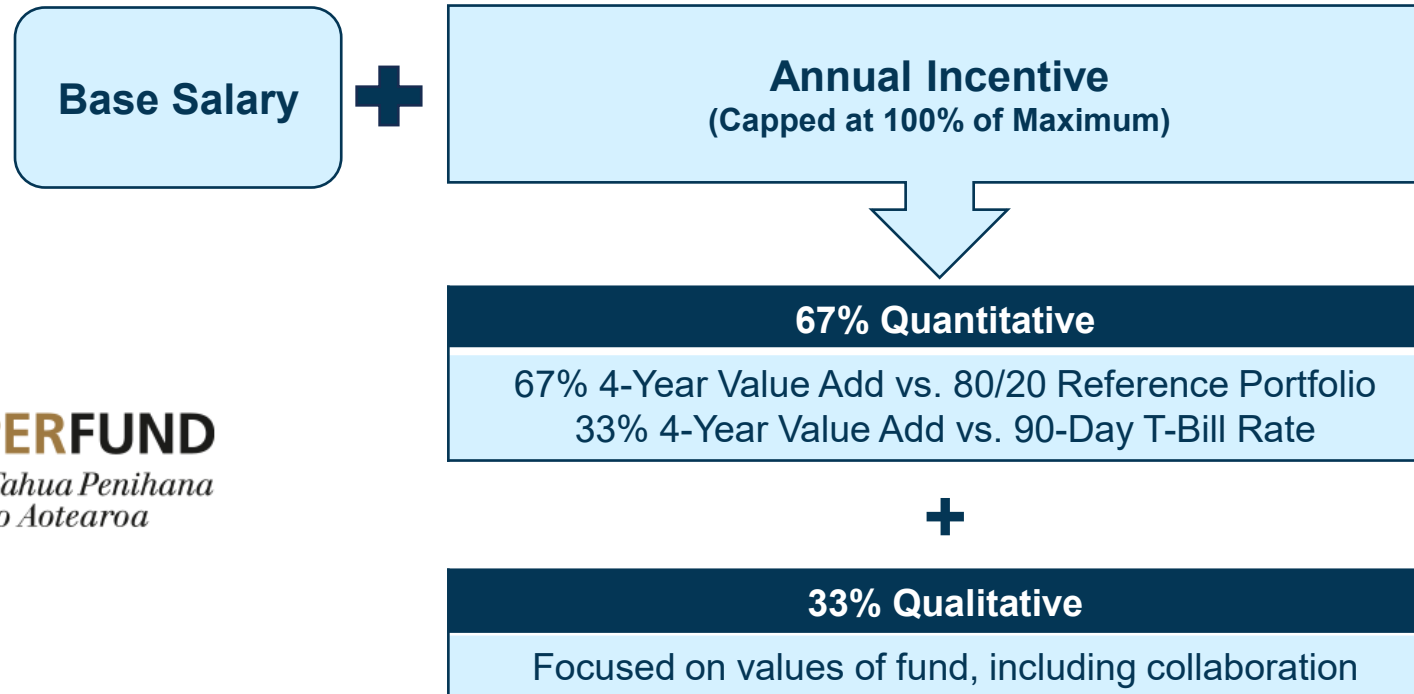 Base Salary
Annual Incentive
(Capped at 100% of Maximum)
67% Quantitative
67% 4-Year Value Add vs. 80/20 Reference Portfolio
33% 4-Year Value Add vs. 90-Day T-Bill Rate
+
PERFUND
Tahua Penihana
o Aotearoa
33% Qualitative
Focused on values of fund, including collaboration